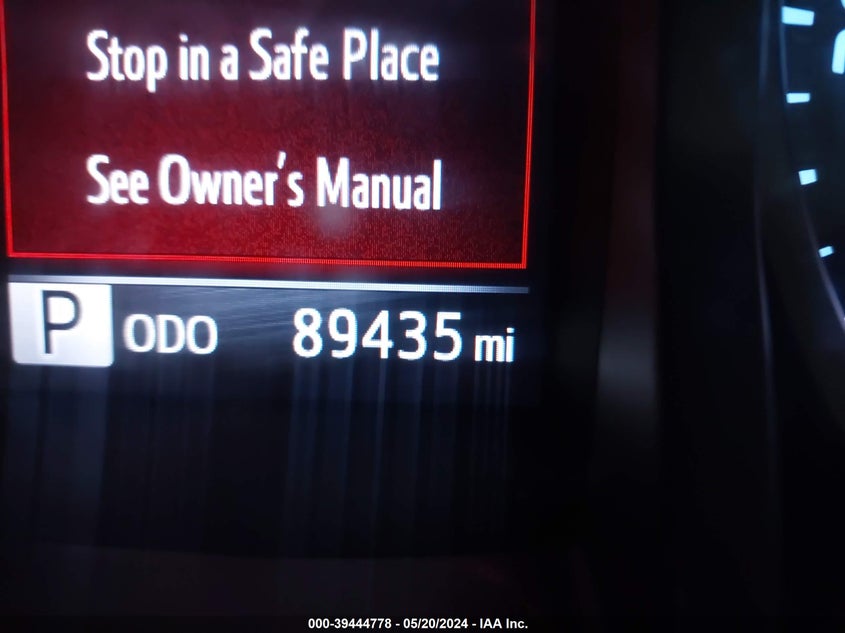 Stop in a Safe Place
See Owner's Manual
P ODO 89435 mi
000-39444778 - 05/20/2024 - IAA Inc.